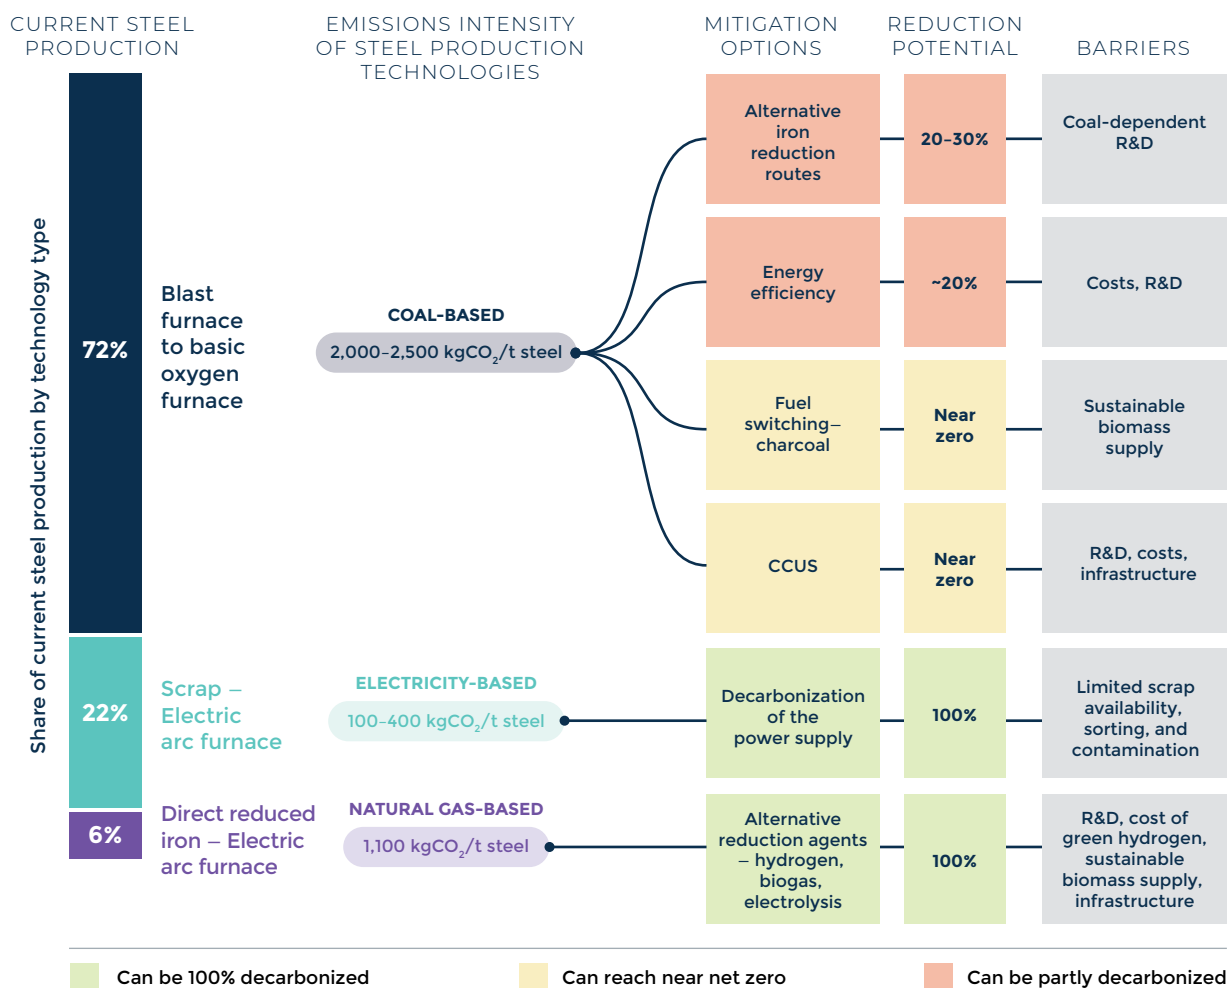 CURRENT STEEL
PRODUCTION
EMISSIONS INTENSITY
OF STEEL PRODUCTION
TECHNOLOGIES
MITIGATION
OPTIONS
REDUCTION
POTENTIAL
BARRIERS
Share of current steel production by technology type
72%
Blast
furnace
to basic
oxygen
furnace
COAL-BASED
2,000–2,500 kgCO₂/t steel
Alternative
iron
reduction
routes
20–30%
Coal-dependent
R&D
Energy
efficiency
~20%
Costs, R&D
Fuel
switching—
charcoal
Near
zero
Sustainable
biomass
supply
CCUS
Near
zero
R&D, costs,
infrastructure
22%
Scrap –
Electric
arc furnace
ELECTRICITY-BASED
100–400 kgCO₂/t steel
Decarbonization
of the
power supply
100%
Limited scrap
availability,
sorting, and
contamination
6%
Direct reduced
iron – Electric
arc furnace
NATURAL GAS-BASED
1,100 kgCO₂/t steel
Alternative
reduction agents
– hydrogen,
biogas,
electrolysis
100%
R&D, cost of
green hydrogen,
sustainable
biomass supply,
infrastructure
Can be 100% decarbonized
Can reach near net zero
Can be partly decarbonized